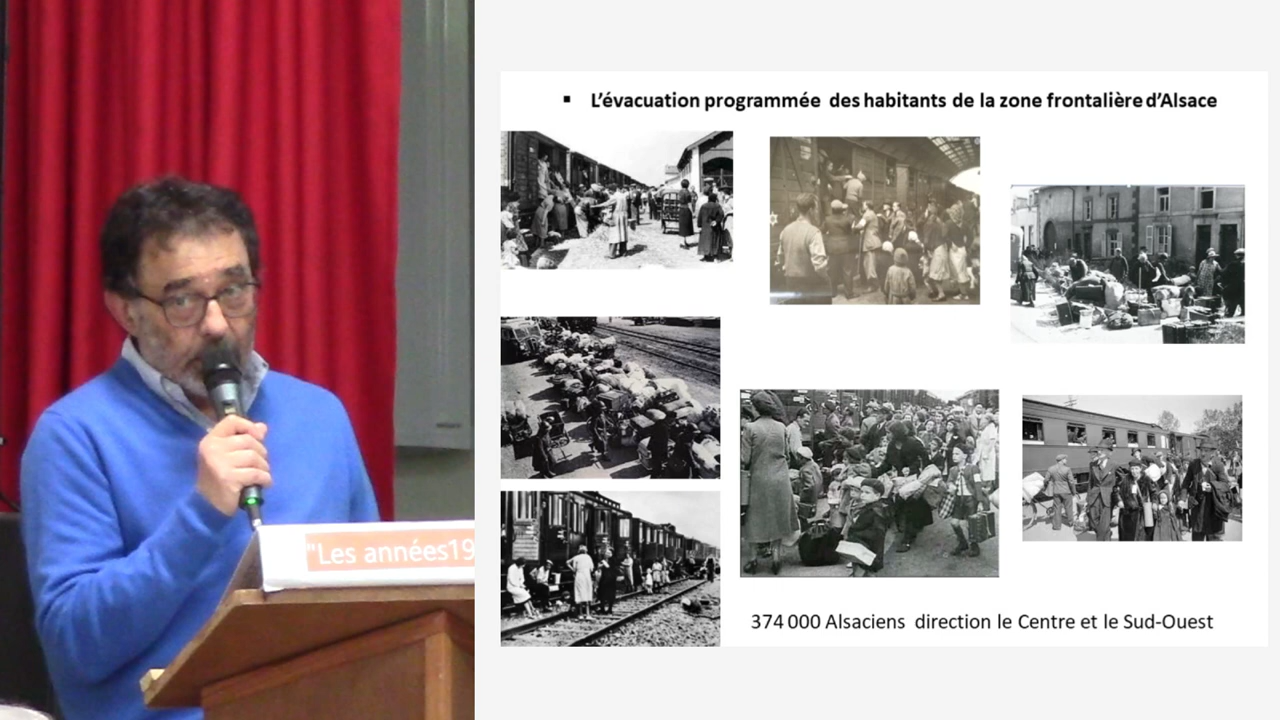 "Les années19
▪ L'évacuation programmée des habitants de la zone frontalière d'Alsace
374 000 Alsaciens direction le Centre et le Sud-Ouest